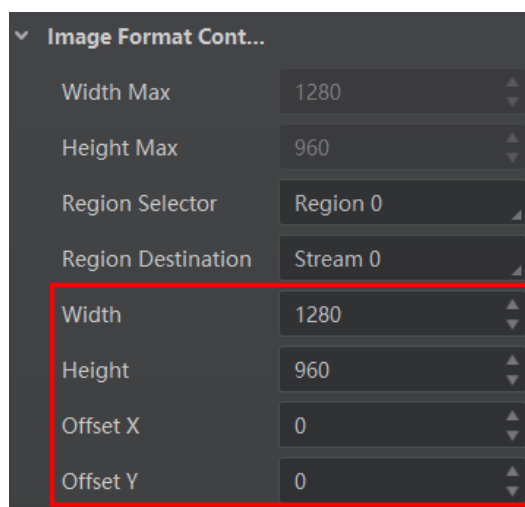 Image Format Cont...
Width Max 1280
Height Max 960
Region Selector Region 0
Region Destination Stream 0
Width 1280
Height 960
Offset X 0
Offset Y 0